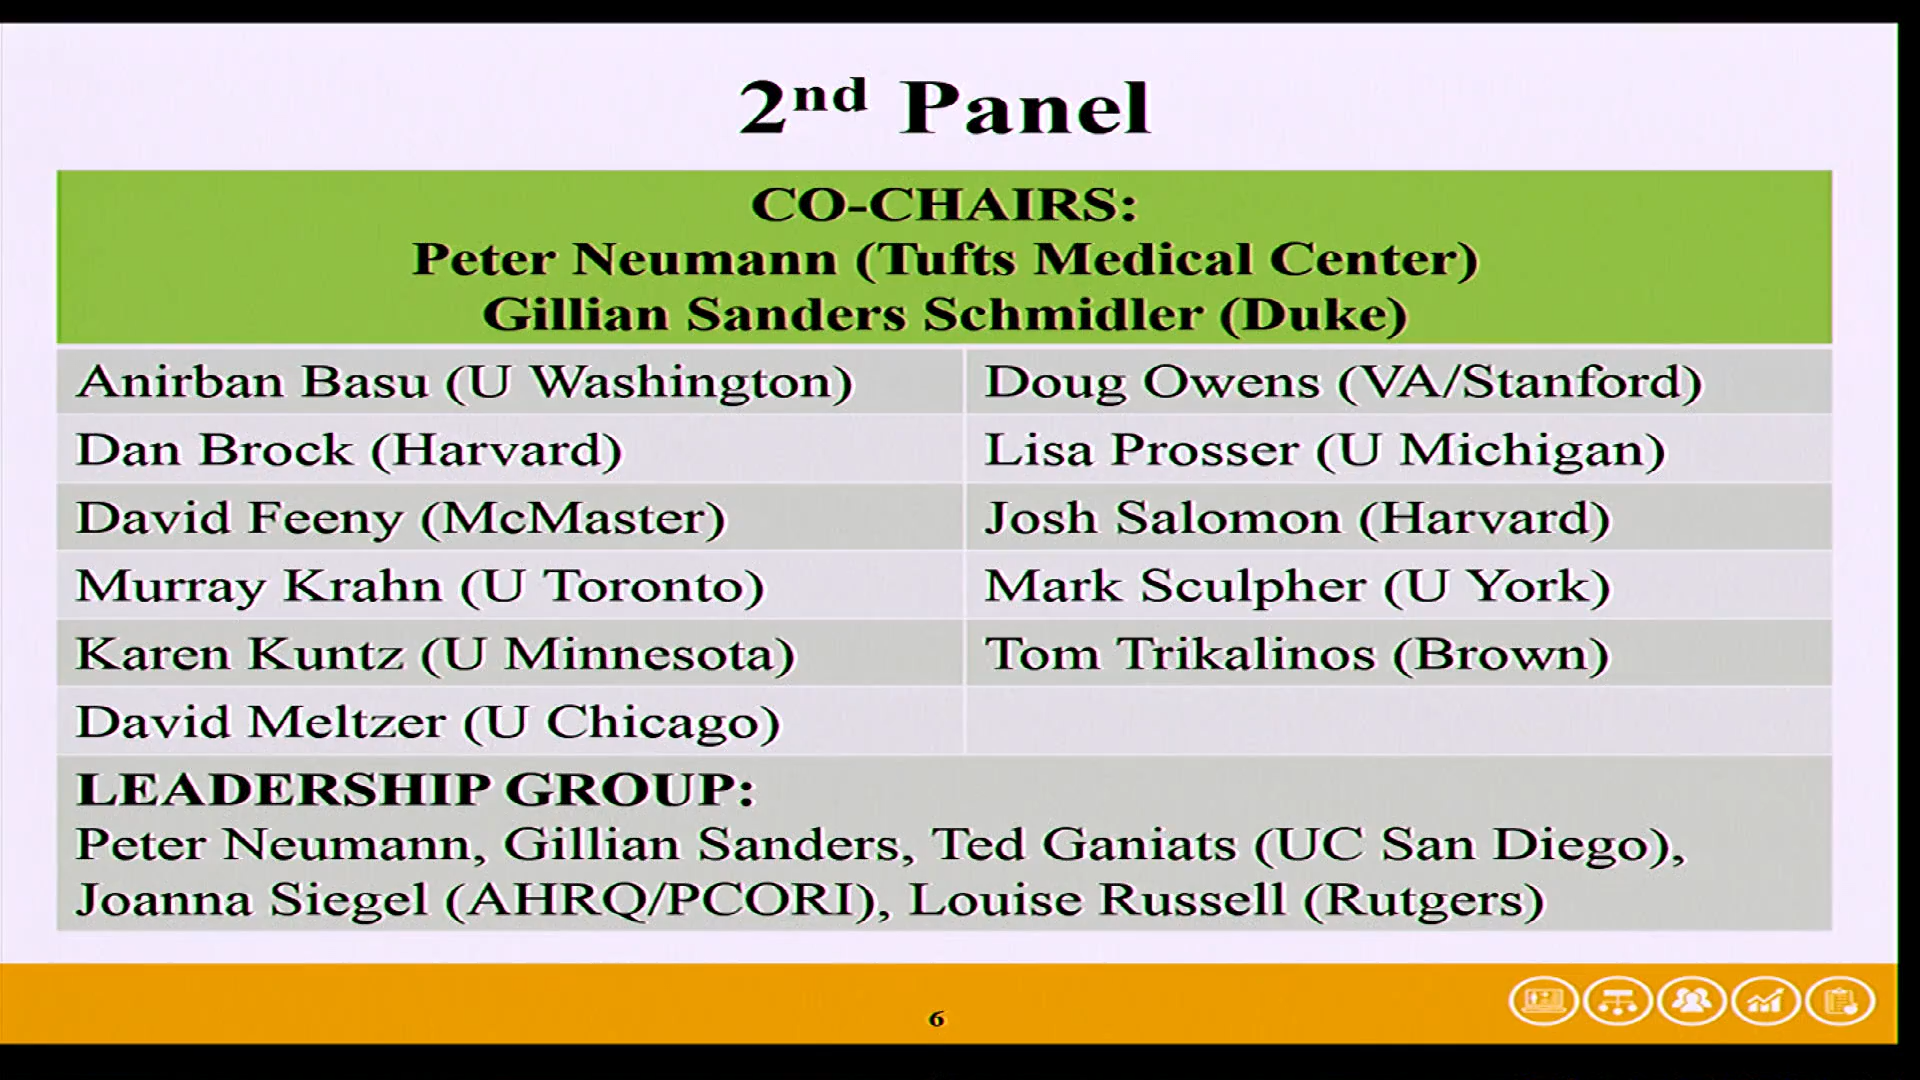 2nd Panel
CO-CHAIRS:
Peter Neumann (Tufts Medical Center)
Gillian Sanders Schmidler (Duke)
Anirban Basu (U Washington)
Doug Owens (VA/Stanford)
Dan Brock (Harvard)
Lisa Prosser (U Michigan)
David Feeny (McMaster)
Josh Salomon (Harvard)
Murray Krahn (U Toronto)
Mark Sculpher (U York)
Karen Kuntz (U Minnesota)
Tom Trikalinos (Brown)
David Meltzer (U Chicago)
LEADERSHIP GROUP:
Peter Neumann, Gillian Sanders, Ted Ganiats (UC San Diego),
Joanna Siegel (AHRQ/PCORI), Louise Russell (Rutgers)
6